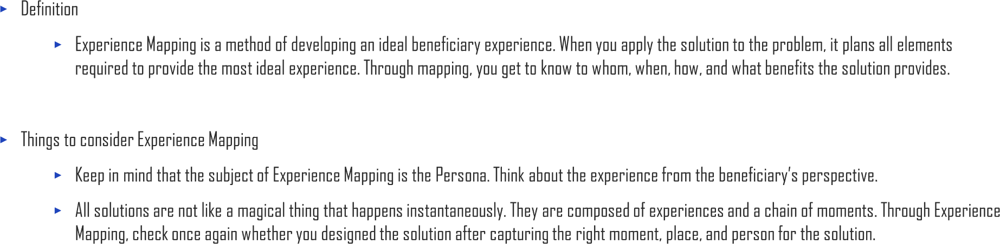 ▸ Definition
▸ Experience Mapping is a method of developing an ideal beneficiary experience. When you apply the solution to the problem, it plans all elements
required to provide the most ideal experience. Through mapping, you get to know to whom, when, how, and what benefits the solution provides.
▸ Things to consider Experience Mapping
▸ Keep in mind that the subject of Experience Mapping is the Persona. Think about the experience from the beneficiary's perspective.
▸ All solutions are not like a magical thing that happens instantaneously. They are composed of experiences and a chain of moments. Through Experience
Mapping, check once again whether you designed the solution after capturing the right moment, place, and person for the solution.